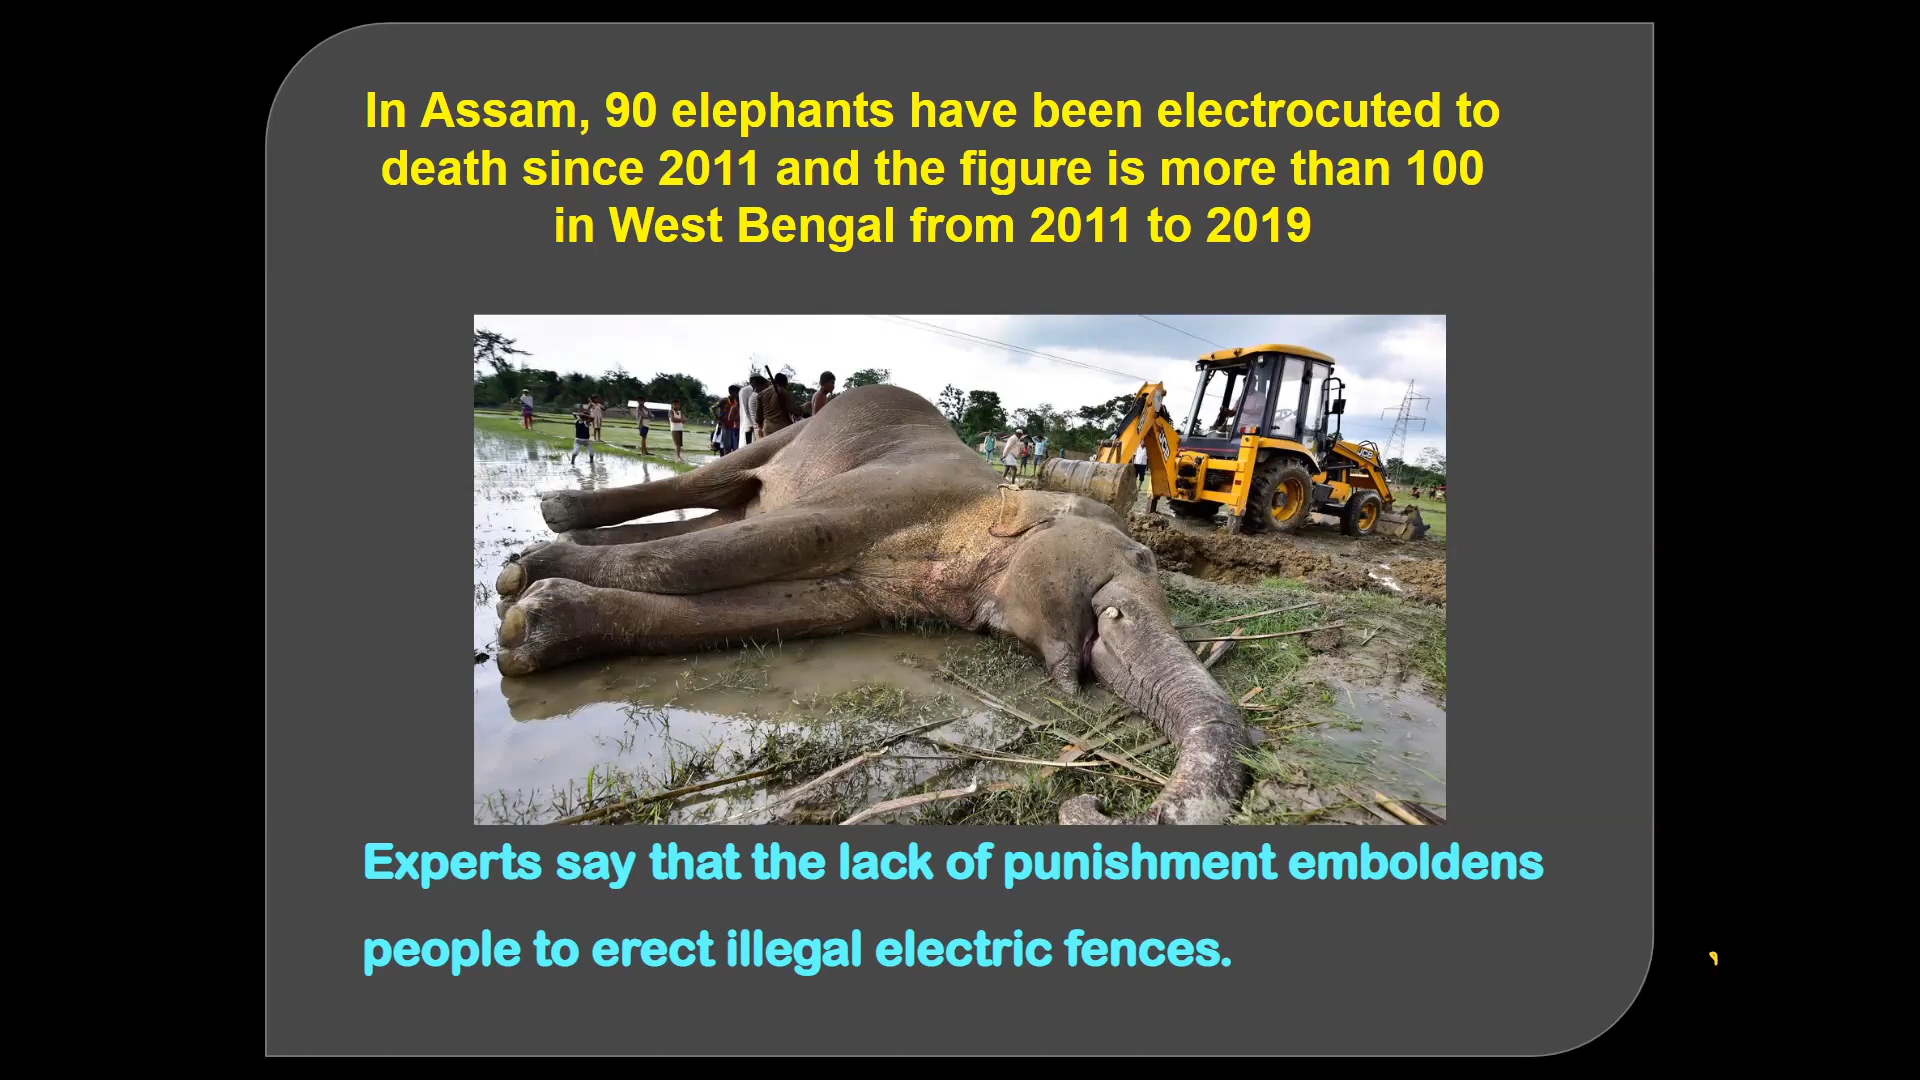 In Assam, 90 elephants have been electrocuted to
death since 2011 and the figure is more than 100
in West Bengal from 2011 to 2019
JCB
JCB
Experts say that the lack of punishment emboldens
people to erect illegal electric fences.